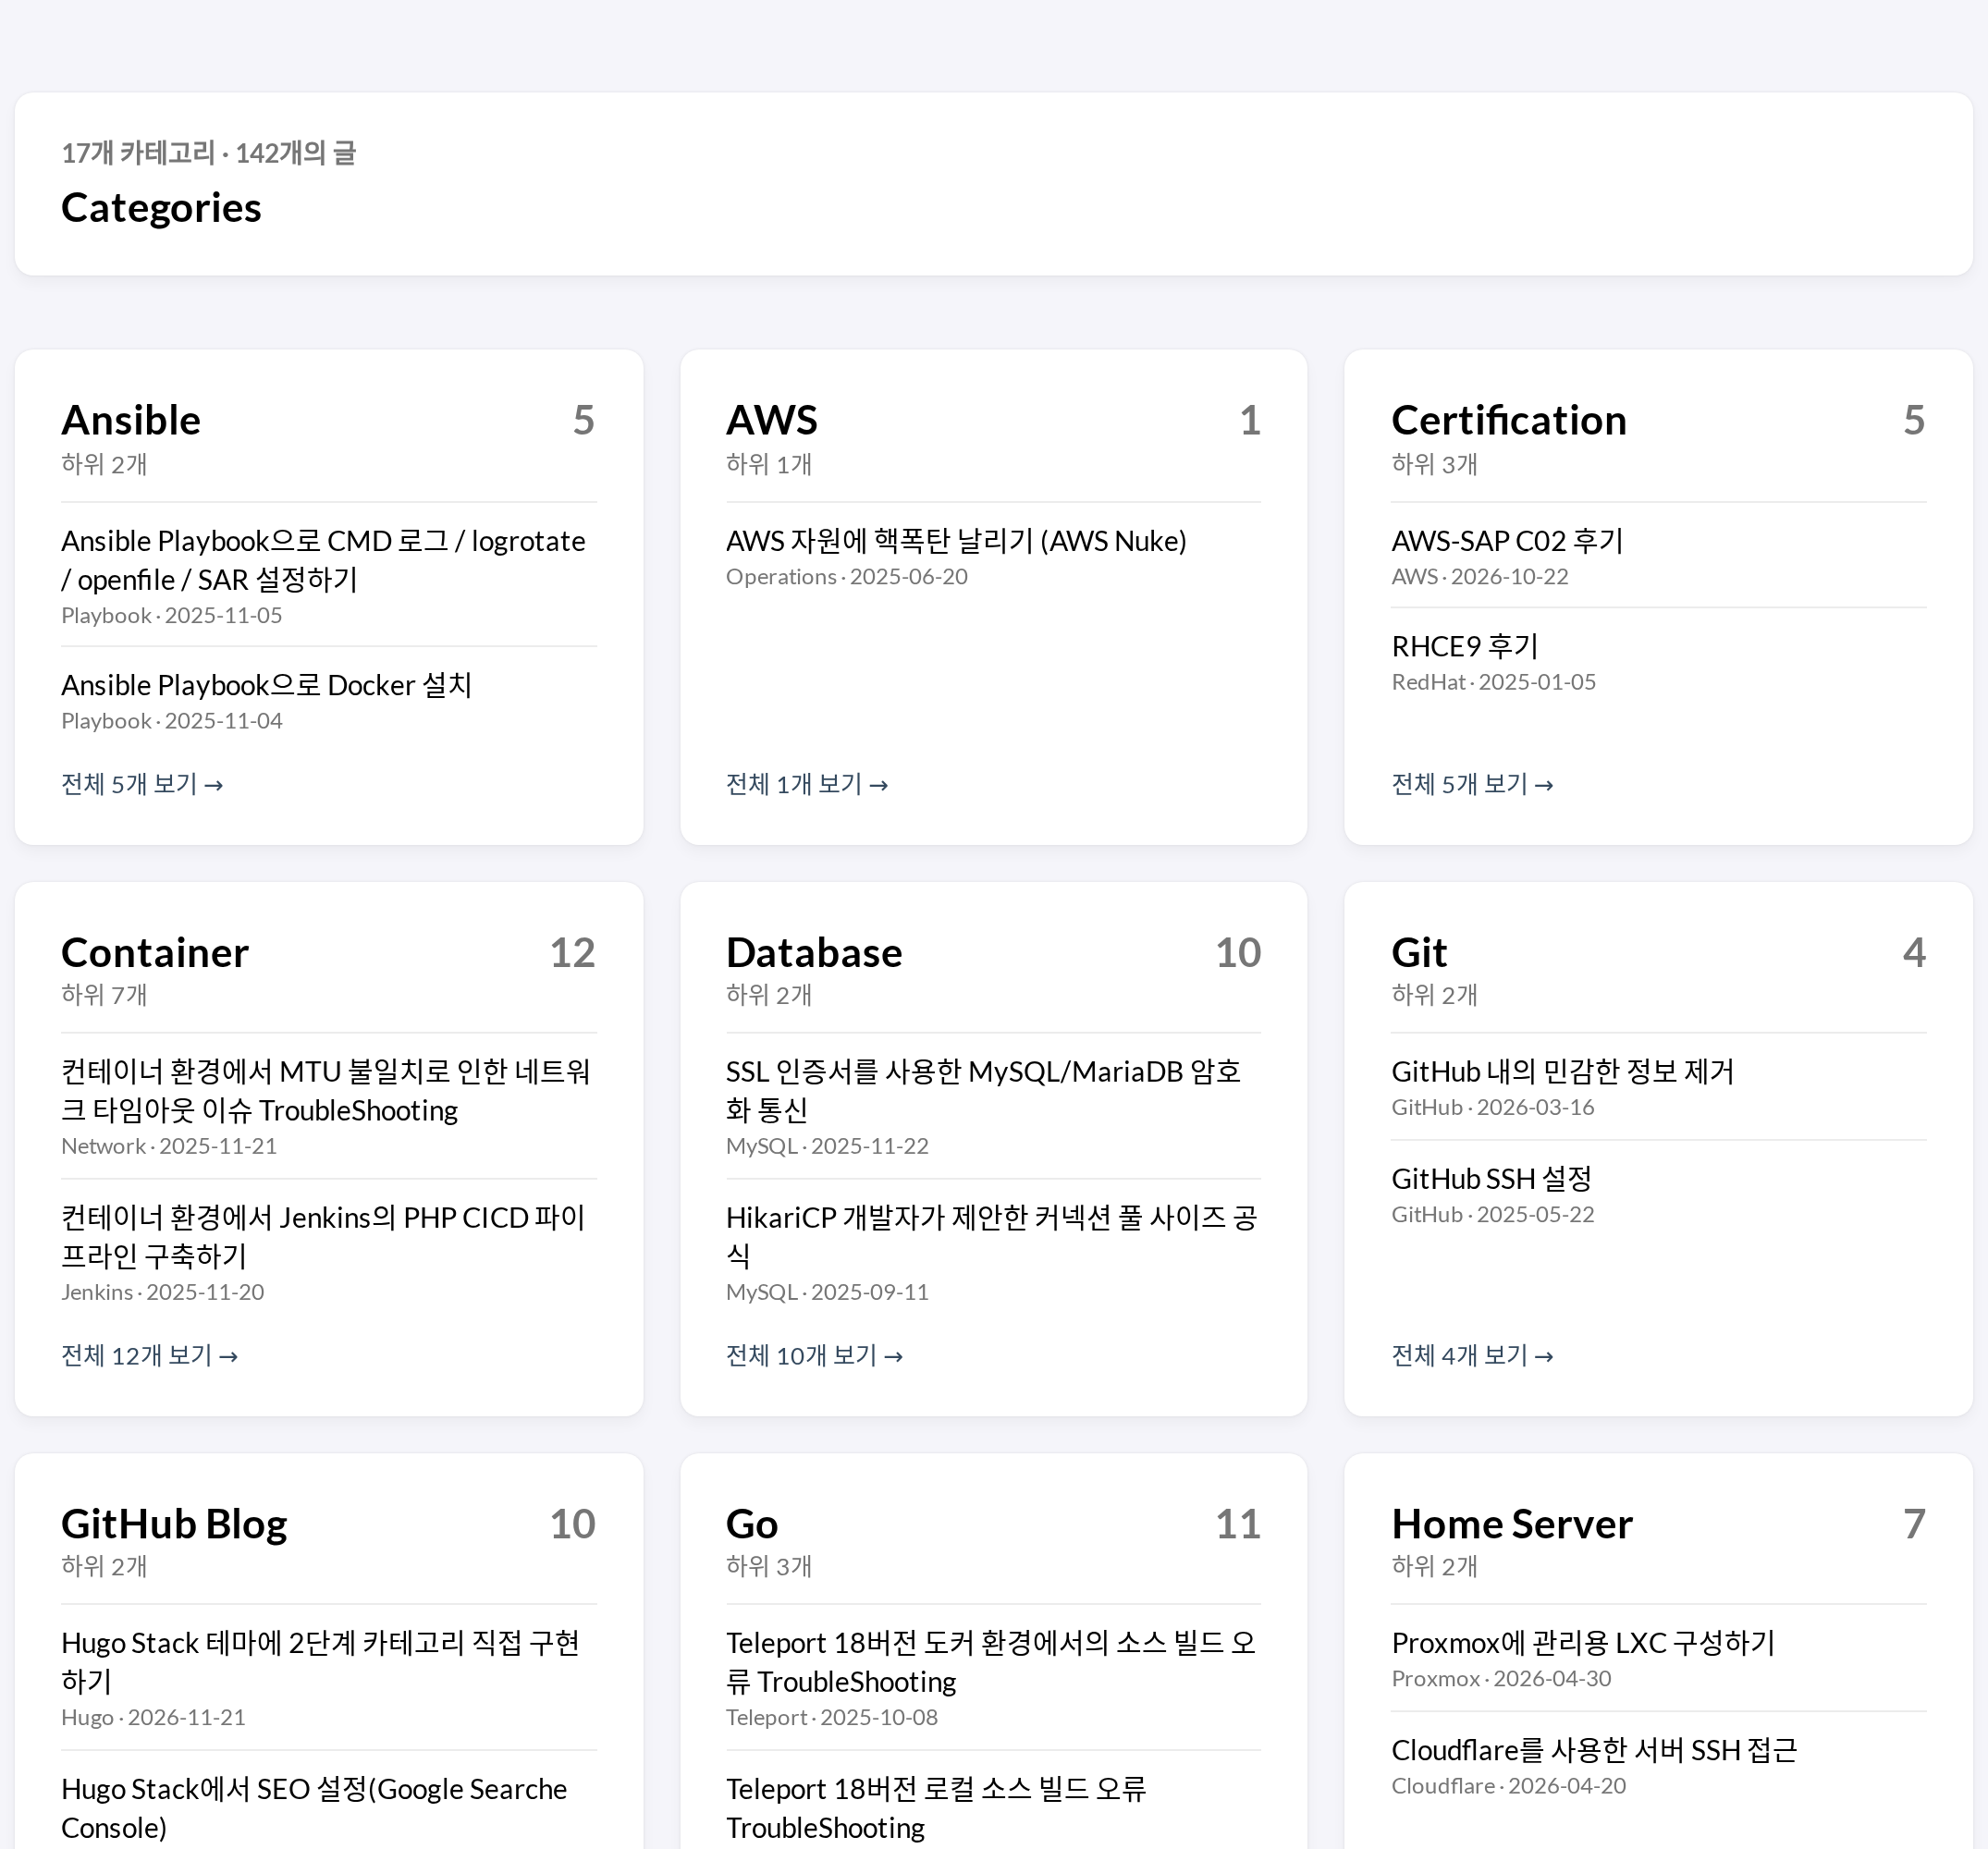 17개 카테고리 · 142개의 글
Categories
Ansible 5
하위 2개
Ansible Playbook으로 CMD 로그 / logrotate
/ openfile / SAR 설정하기
Playbook · 2025-11-05
Ansible Playbook으로 Docker 설치
Playbook · 2025-11-04
전체 5개 보기 →
AWS 1
하위 1개
AWS 자원에 핵폭탄 날리기 (AWS Nuke)
Operations · 2025-06-20
전체 1개 보기 →
Certification 5
하위 3개
AWS-SAP C02 후기
AWS · 2026-10-22
RHCE9 후기
RedHat · 2025-01-05
전체 5개 보기 →
Container 12
하위 7개
컨테이너 환경에서 MTU 불일치로 인한 네트워
크 타임아웃 이슈 TroubleShooting
Network · 2025-11-21
컨테이너 환경에서 Jenkins의 PHP CICD 파이
프라인 구축하기
Jenkins · 2025-11-20
전체 12개 보기 →
Database 10
하위 2개
SSL 인증서를 사용한 MySQL/MariaDB 암호
화 통신
MySQL · 2025-11-22
HikariCP 개발자가 제안한 커넥션 풀 사이즈 공
식
MySQL · 2025-09-11
전체 10개 보기 →
Git 4
하위 2개
GitHub 내의 민감한 정보 제거
GitHub · 2026-03-16
GitHub SSH 설정
GitHub · 2025-05-22
전체 4개 보기 →
GitHub Blog 10
하위 2개
Hugo Stack 테마에 2단계 카테고리 직접 구현
하기
Hugo · 2026-11-21
Hugo Stack에서 SEO 설정(Google Searche
Console)
Go 11
하위 3개
Teleport 18버전 도커 환경에서의 소스 빌드 오
류 TroubleShooting
Teleport · 2025-10-08
Teleport 18버전 로컬 소스 빌드 오류
TroubleShooting
Home Server 7
하위 2개
Proxmox에 관리용 LXC 구성하기
Proxmox · 2026-04-30
Cloudflare를 사용한 서버 SSH 접근
Cloudflare · 2026-04-20